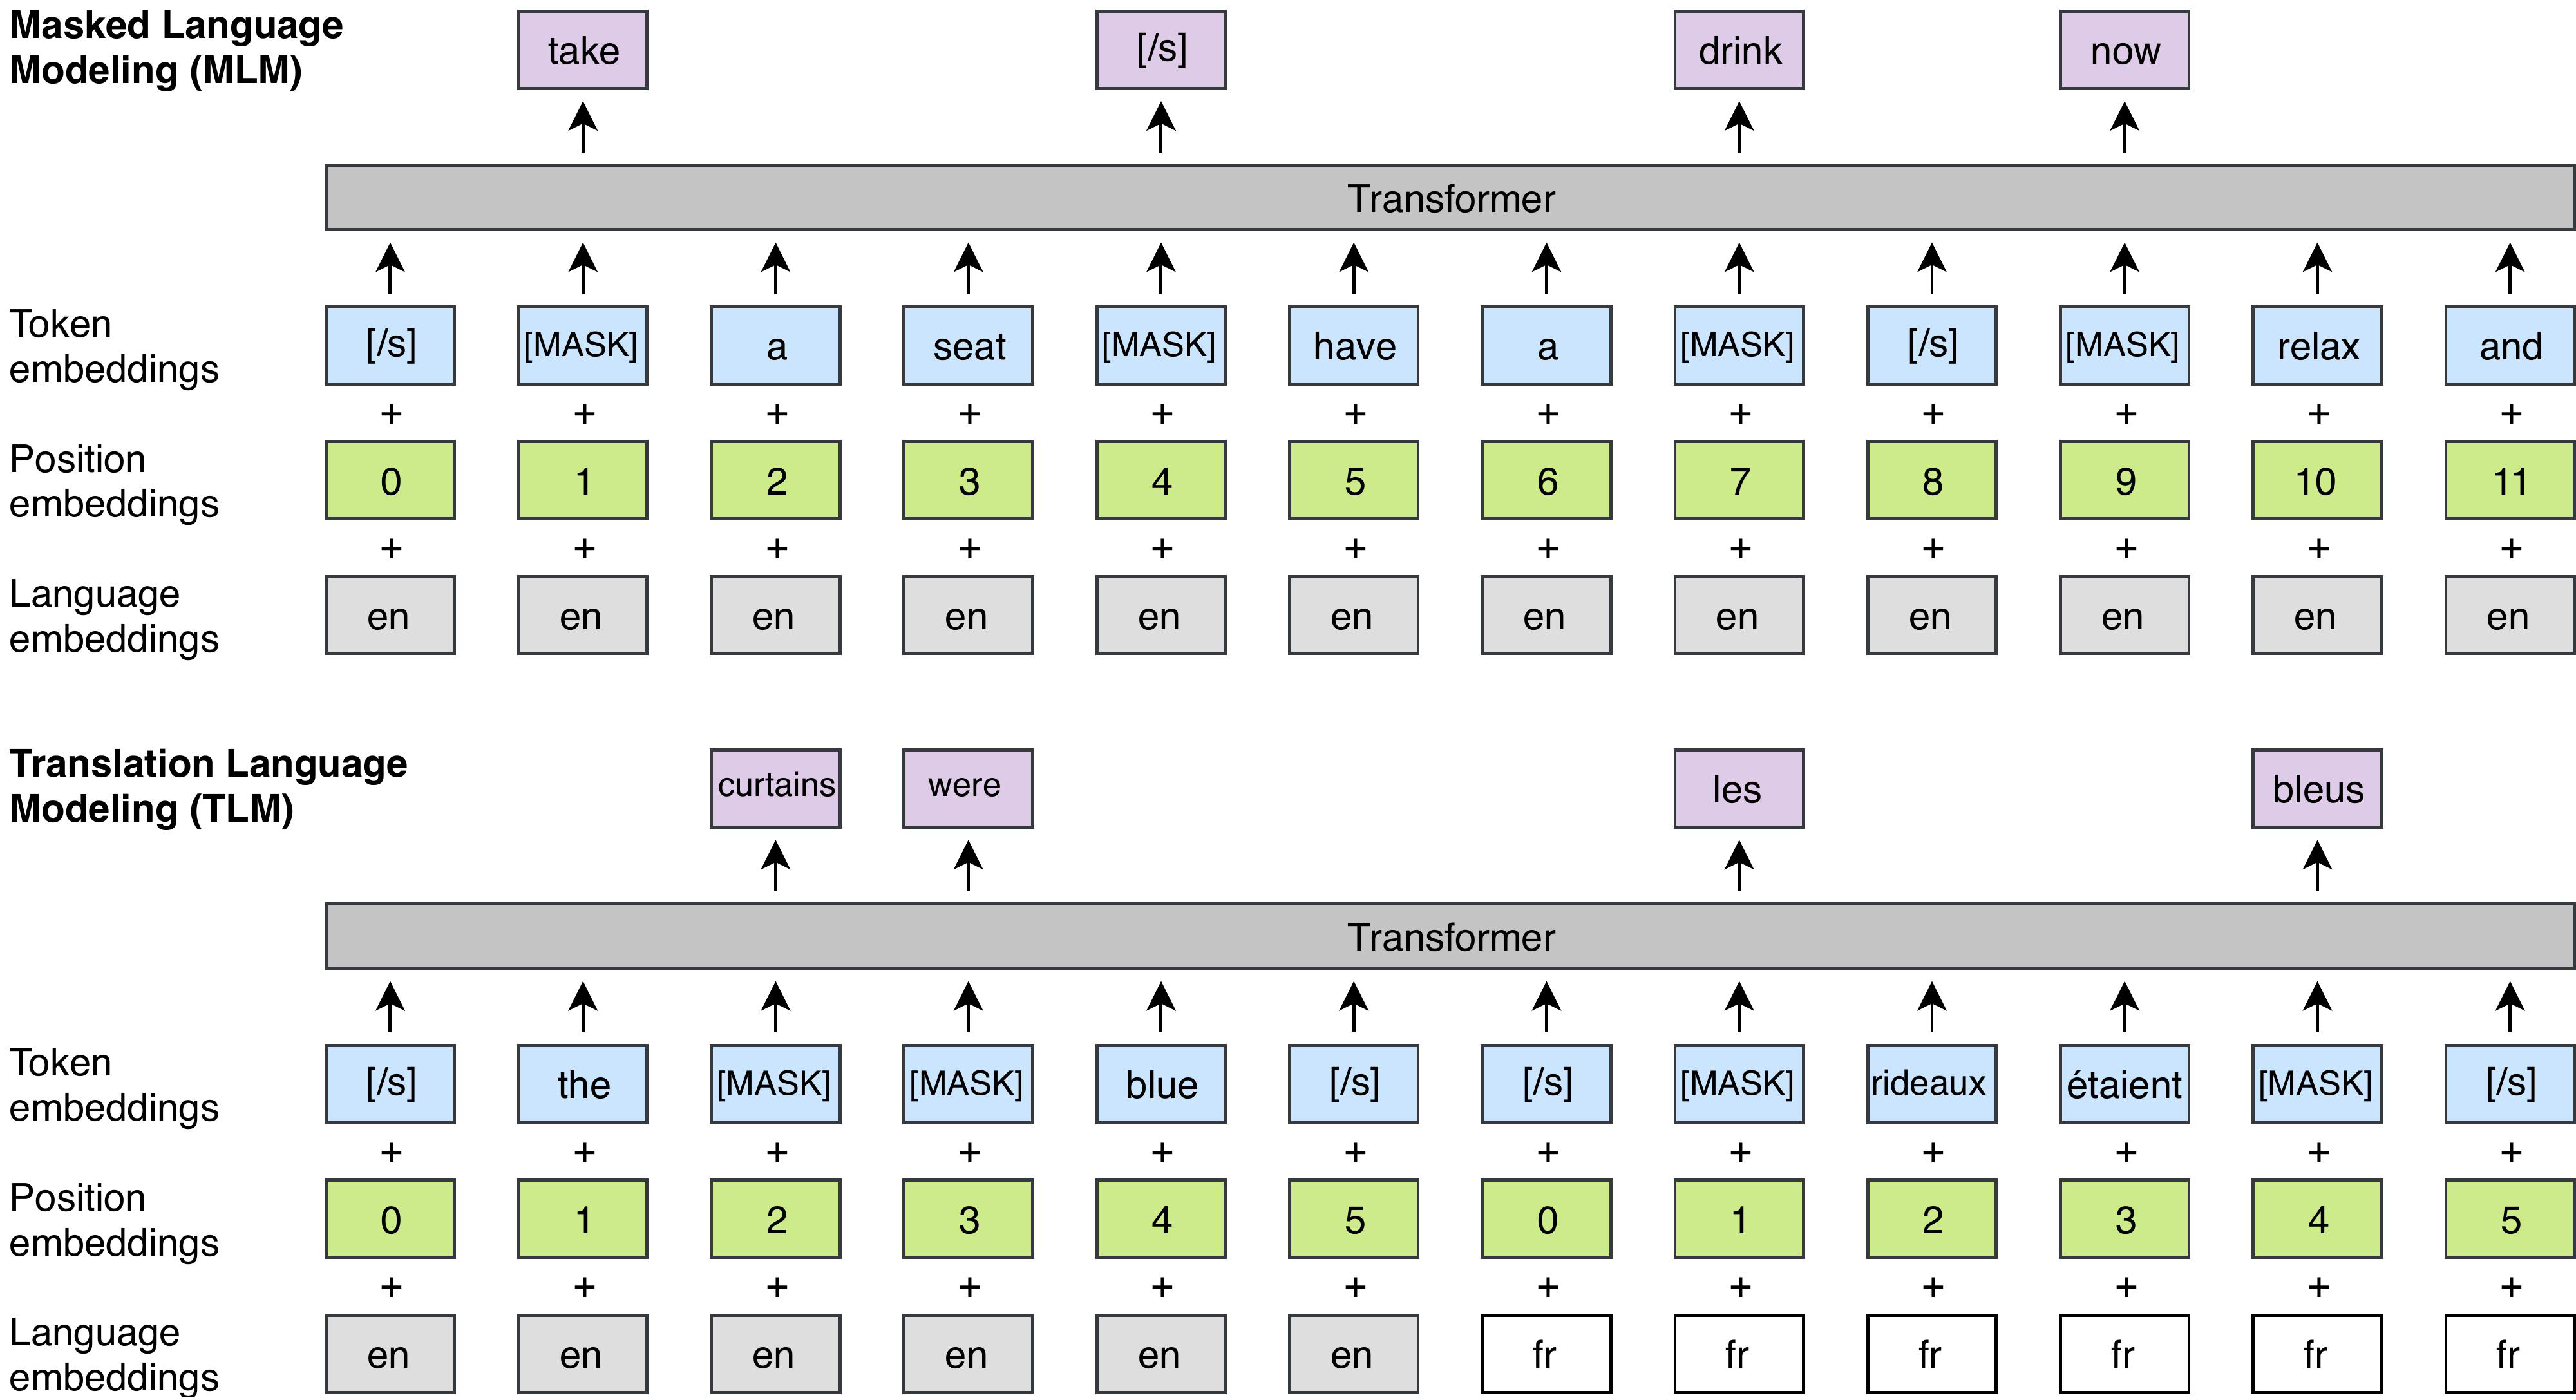 Masked Language
Modeling (MLM)
take [/s] drink now
Transformer
Token
embeddings
[/s] [MASK] a seat [MASK] have a [MASK] [/s] [MASK] relax and
+ + + + + + + + + + + +
Position
embeddings
0 1 2 3 4 5 6 7 8 9 10 11
+ + + + + + + + + + + +
Language
embeddings
en en en en en en en en en en en en
Translation Language
Modeling (TLM)
curtains were les bleus
Transformer
Token
embeddings
[/s] the [MASK] [MASK] blue [/s] [/s] [MASK] rideaux étaient [MASK] [/s]
+ + + + + + + + + + + +
Position
embeddings
0 1 2 3 4 5 0 1 2 3 4 5
+ + + + + + + + + + + +
Language
embeddings
en en en en en en fr fr fr fr fr fr